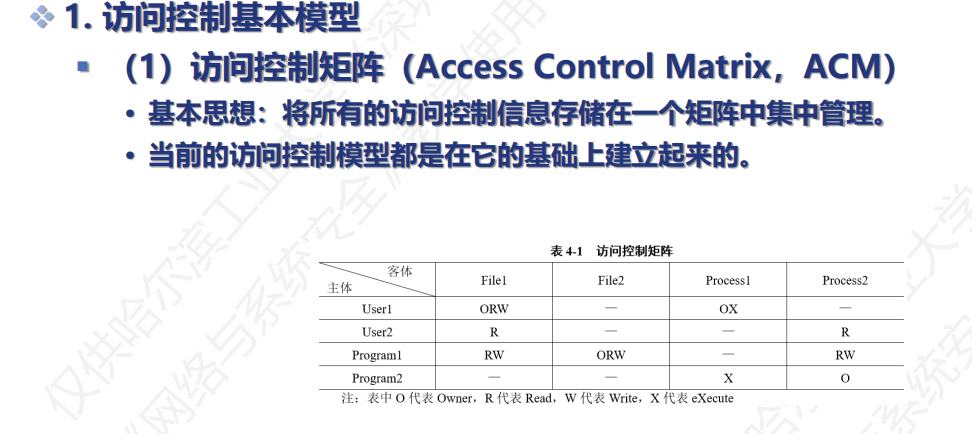 1. 访问控制基本模型
（1）访问控制矩阵（Access Control Matrix，ACM）
• 基本思想：将所有的访问控制信息存储在一个矩阵中集中管理。
• 当前的访问控制模型都是在它的基础上建立起来的。
表 4-1 访问控制矩阵
客体
主体 File1 File2 Process1 Process2
User1 ORW — OX —
User2 R — — R
Program1 RW ORW — RW
Program2 — — X O
注：表中 O 代表 Owner，R 代表 Read，W 代表 Write，X 代表 eXecute
仅供哈尔滨工业大学（深圳
网络与系统安全
教学使用